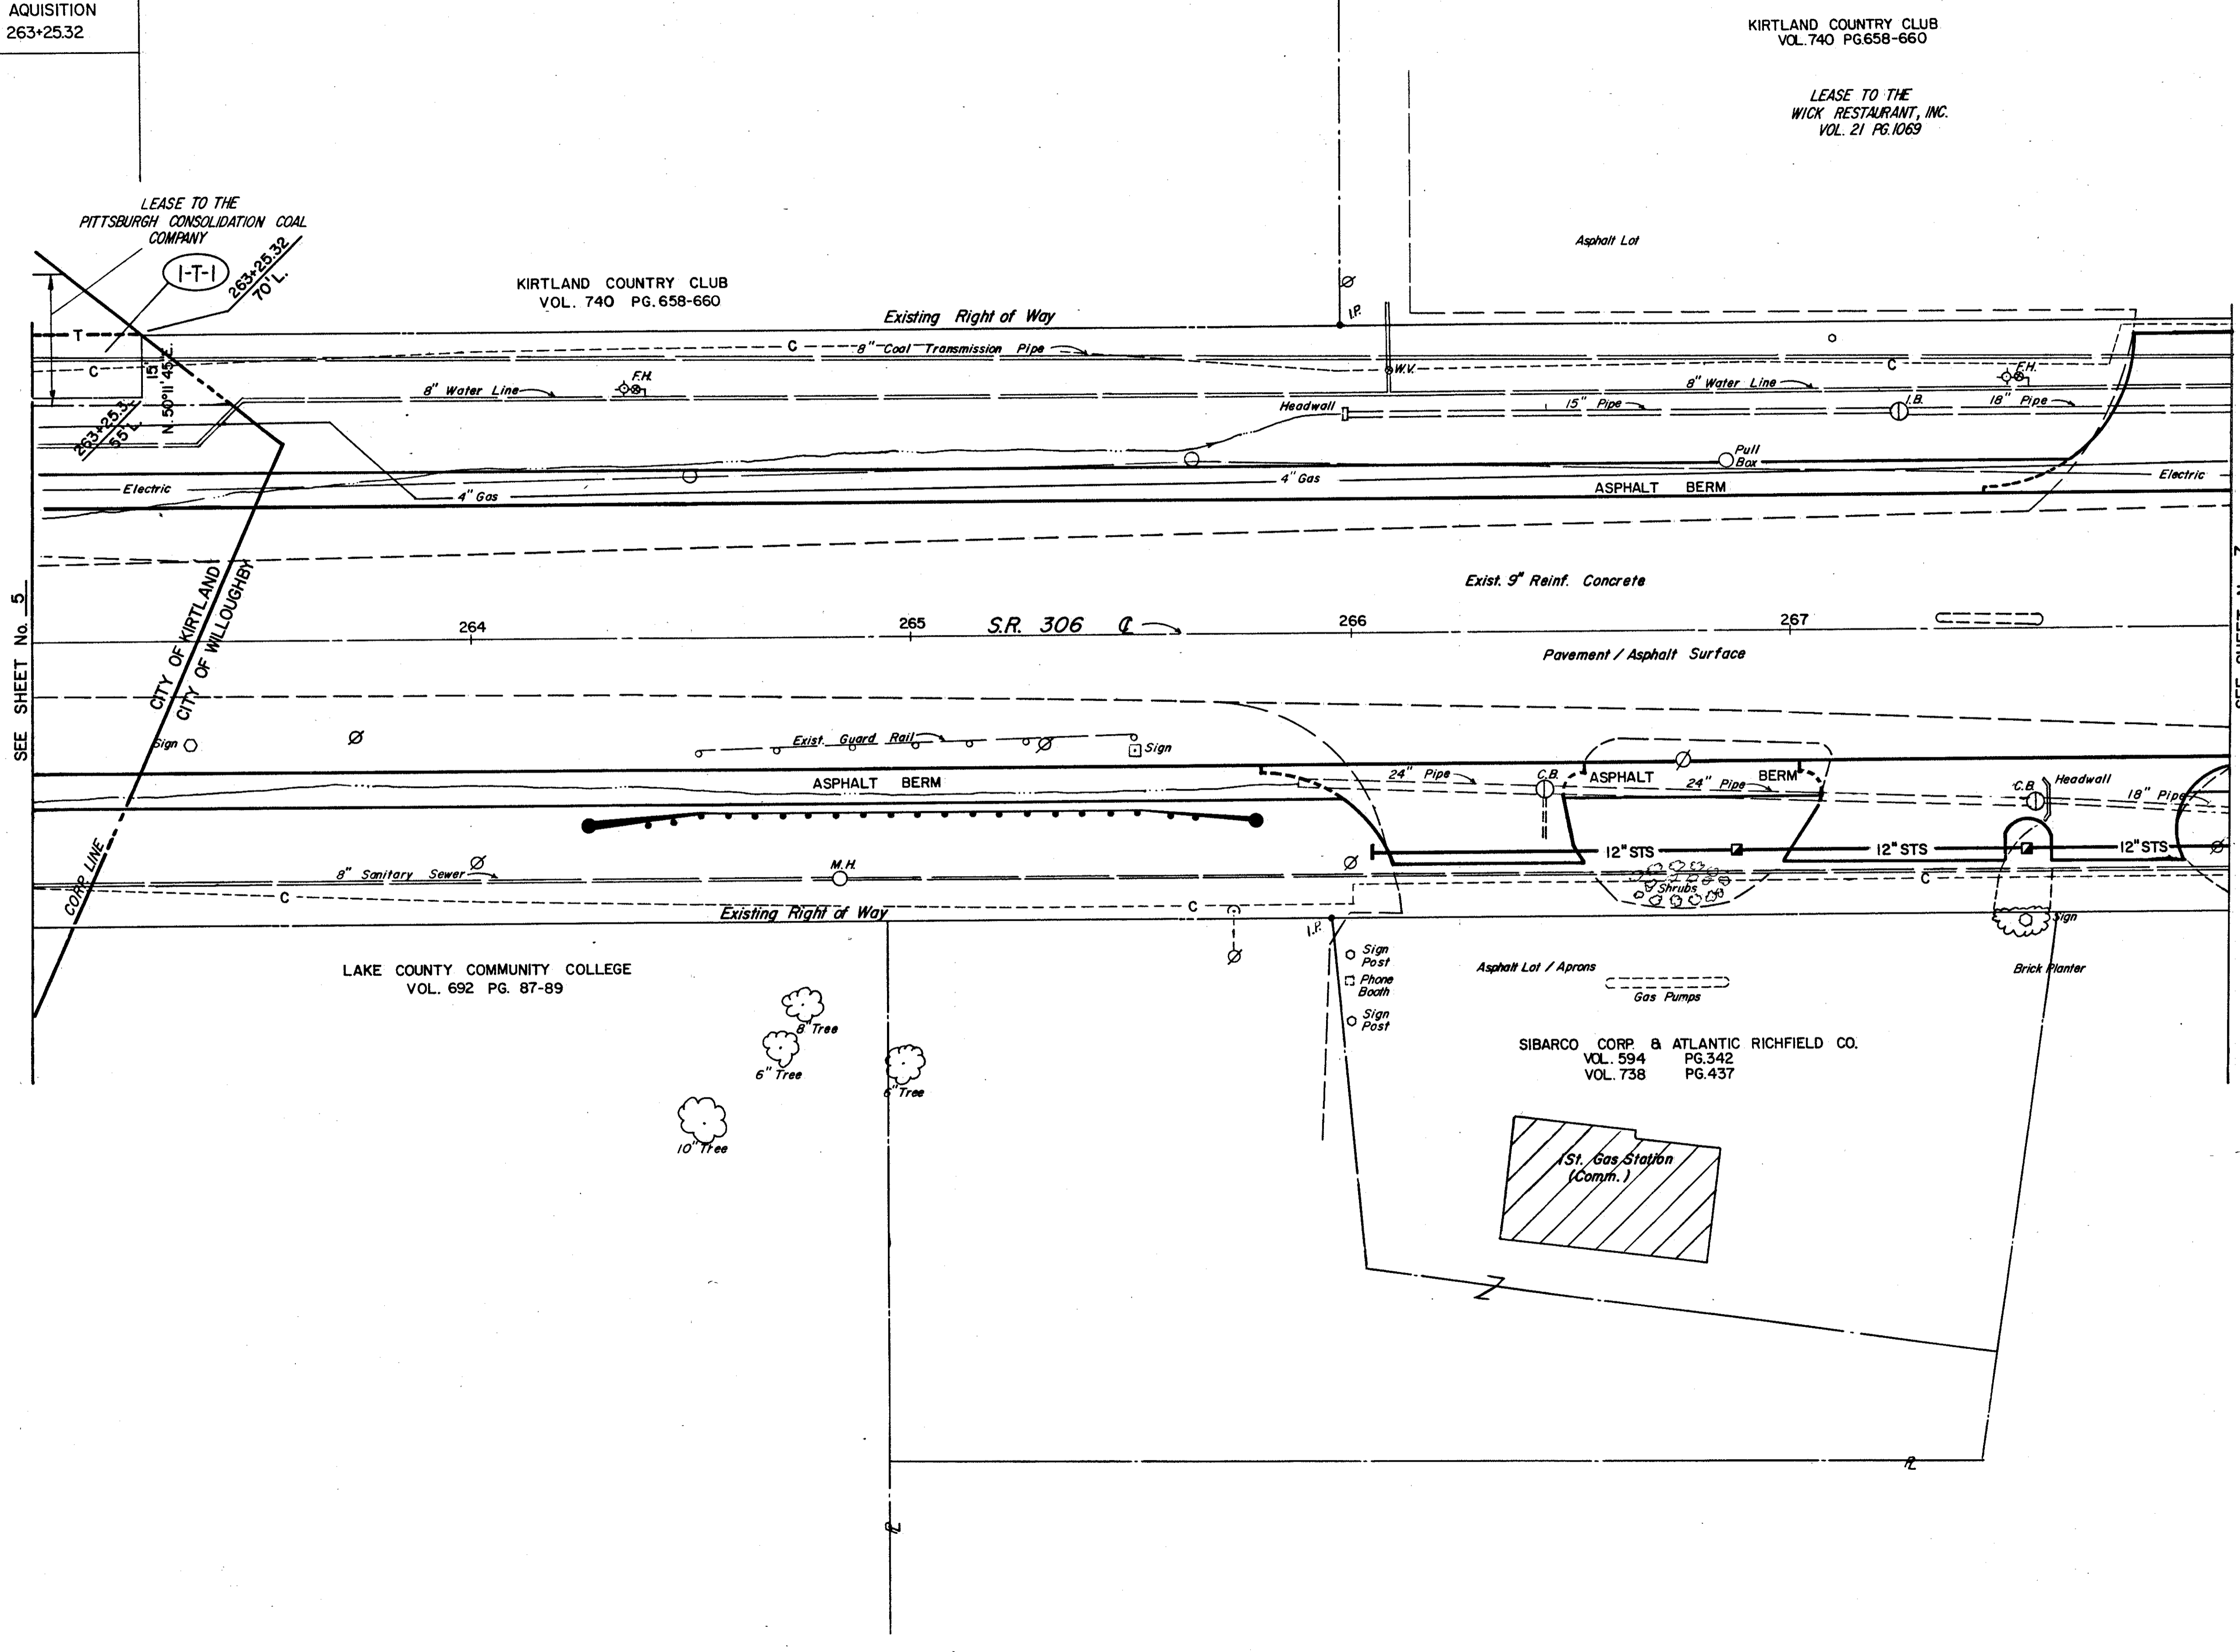 AQUISITION
263+25.32
KIRTLAND COUNTRY CLUB
VOL. 740 PG.658-660
LEASE TO THE
WICK RESTAURANT, INC.
VOL. 21 PG.1069
LEASE TO THE
PITTSBURGH CONSOLIDATION COAL
COMPANY
1-T-1
263+25.32
70' L.
KIRTLAND COUNTRY CLUB
VOL. 740 PG.658-660
Asphalt Lot
Existing Right of Way
I.P.
T
C
8" Coal Transmission Pipe
C
C
W.V.
15'
N.50°11'45"E.
8" Water Line
F.H.
8" Water Line
F.H.
263+25.3
55' L.
Headwall
15" Pipe
I.B.
18" Pipe
Pull
Box
Electric
4" Gas
4" Gas
ASPHALT BERM
Electric
CITY OF KIRTLAND
CITY OF WILLOUGHBY
Exist. 9" Reinf. Concrete
SEE SHEET No. 5
264
265
S.R. 306 ℄
266
267
Pavement / Asphalt Surface
Sign
Exist. Guard Rail
Sign
ASPHALT BERM
24" Pipe
C.B.
ASPHALT BERM
24" Pipe
C.B.
Headwall
18" Pipe
CORP. LINE
8" Sanitary Sewer
M.H.
12" STS
12" STS
12" STS
Shrubs
C
C
C
Existing Right of Way
I.P.
Sign
LAKE COUNTY COMMUNITY COLLEGE
VOL. 692 PG. 87-89
Sign
Post
Phone
Booth
Sign
Post
Asphalt Lot / Aprons
Gas Pumps
Brick Planter
8" Tree
6" Tree
6" Tree
10" Tree
SIBARCO CORP. & ATLANTIC RICHFIELD CO.
VOL. 594 PG.342
VOL. 738 PG.437
1 St. Gas Station
(Comm.)
℄
℄